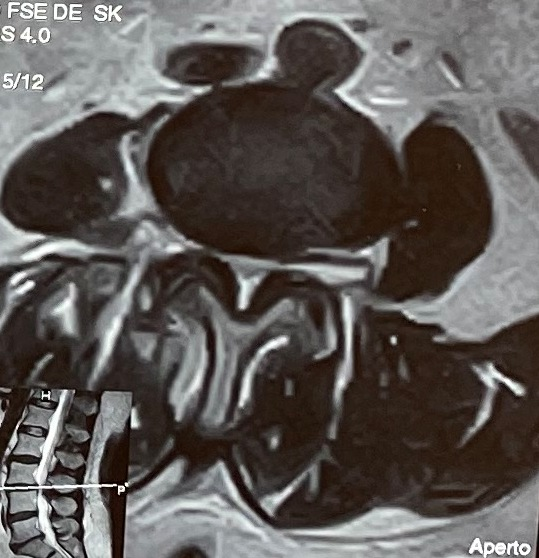 FSE DE SK
S 4.0
5/12
H
P
Aperto